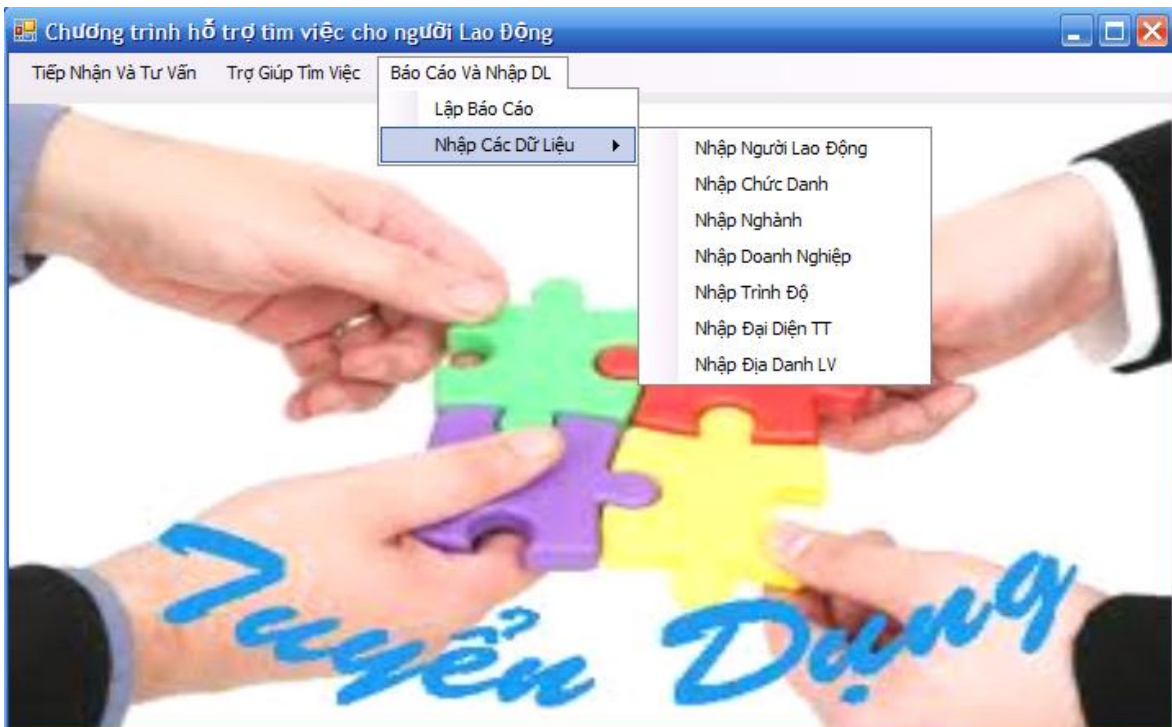 Chương trình hỗ trợ tìm việc cho người Lao Động
Tiếp Nhận Và Tư Vấn Trợ Giúp Tìm Việc Báo Cáo Và Nhập DL
Lập Báo Cáo
Nhập Các Dữ Liệu
Nhập Người Lao Động
Nhập Chức Danh
Nhập Nghành
Nhập Doanh Nghiệp
Nhập Trình Độ
Nhập Đại Diện TT
Nhập Địa Danh LV
Tuyển Dụng